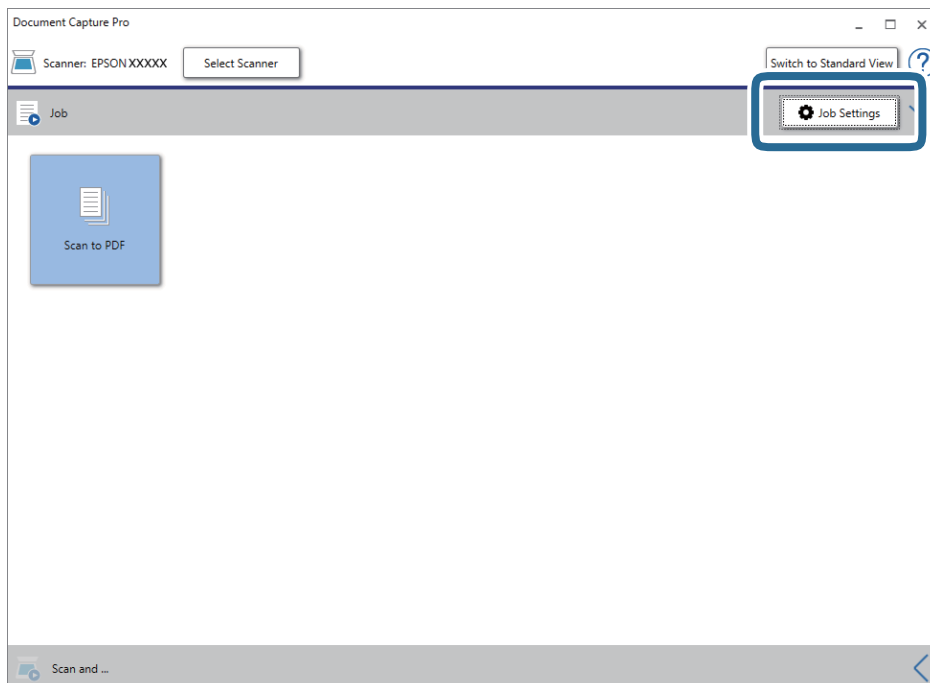 Document Capture Pro
Scanner: EPSON XXXXX Select Scanner Switch to Standard View ?
Job Job Settings
Scan to PDF
Scan and ...